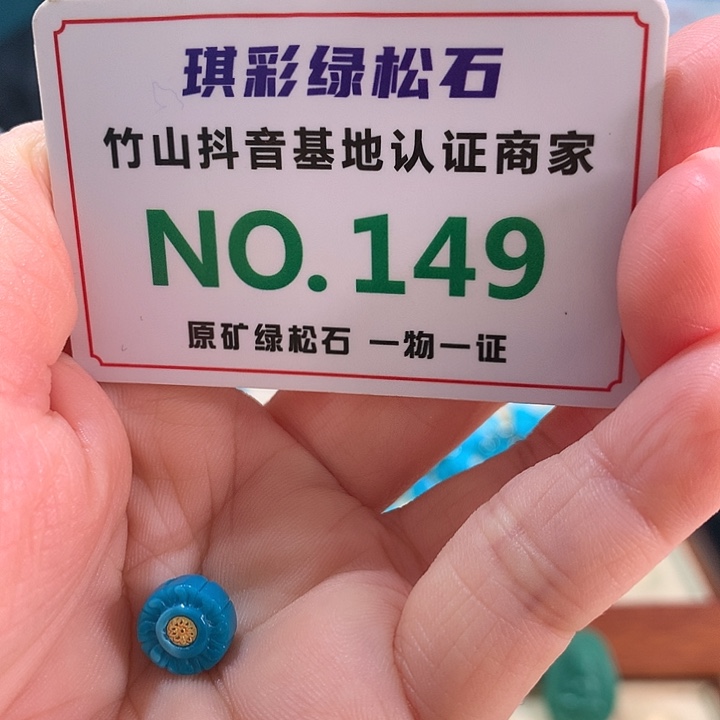 琪彩绿松石
竹山抖音基地认证商家
NO.149
原矿绿松石 一物一证